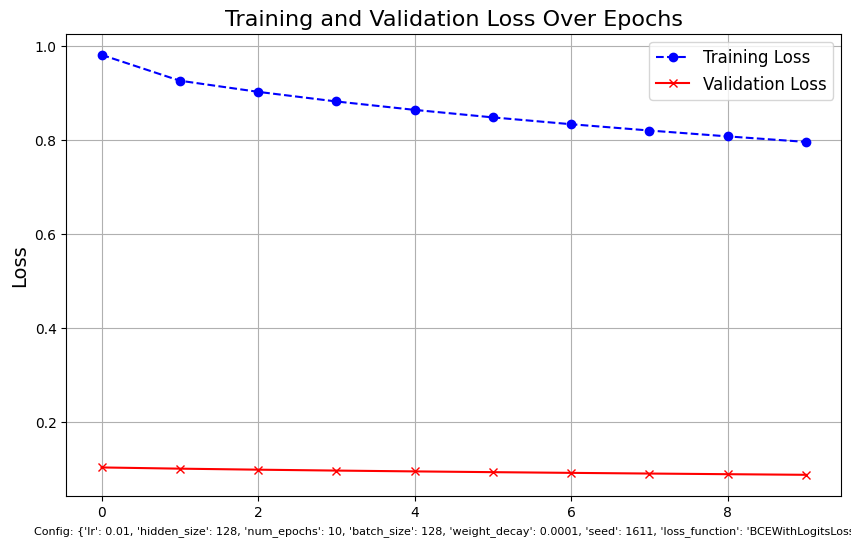 Training and Validation Loss Over Epochs
Training Loss
Validation Loss
1.0
0.8
0.6
0.4
0.2
Loss
0 2 4 6 8
Config: {'lr': 0.01, 'hidden_size': 128, 'num_epochs': 10, 'batch_size': 128, 'weight_decay': 0.0001, 'seed': 1611, 'loss_function': 'BCEWithLogitsLoss